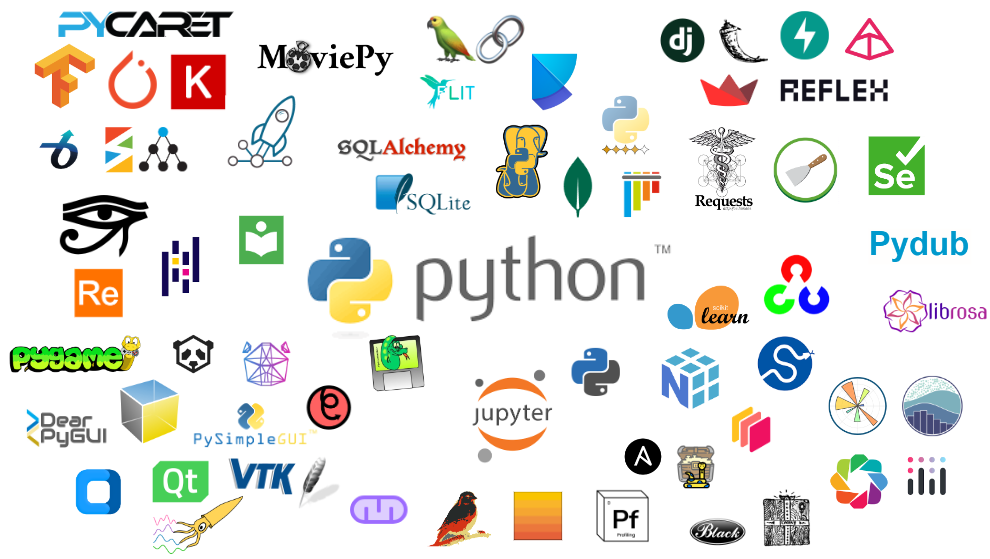 PYCARET
MoviePy
dj
K
LIT
REFLEX
SQLAlchemy
SQLite
Requests
Se
Pydub
python™
Re
learn
librosa
pygame
N
jupyter
Dear
PyGUI
PySimpleGUI
Qt
VTK
A
Pf
Profiling
Black